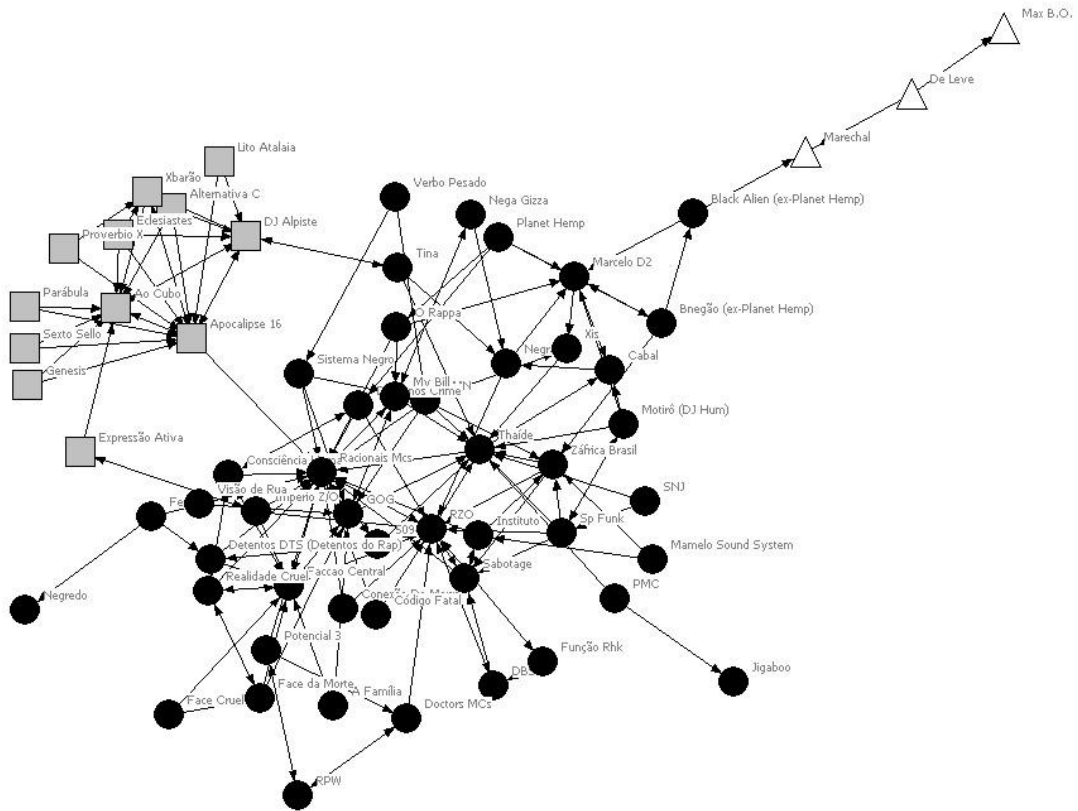 Max B.O.
De Leve
Marechal
Lito Atalaia
Xbarão
Alternativa C
Verbo Pesado
Nega Gizza
Black Alien (ex-Planet Hemp)
Eclesiastes
DJ Alpiste
Planet Hemp
Proverbio X
Tina
Marcelo D2
Parábula
Ao Cubo
Bnegão (ex-Planet Hemp)
O Rappa
Apocalipse 16
Sexto Sello
Xis
Genesis
Sistema Negro
Negra
Cabal
Mv Bill
Motirô (DJ Hum)
Expressão Ativa
Thaíde
Consciência
Racionais Mcs
Záfrica Brasil
Visão de Rua
Imperio Z/O
GOG
SNJ
509
RZO
Instituto
Sp Funk
Detentos DTS (Detentos do Rap)
Mamelo Sound System
Faccao Central
Sabotage
Realidade Cruel
PMC
Negredo
Código Fatal
Potencial 3
Função Rhk
DBS
Jigaboo
Face da Morte
A Família
Face Cruel
Doctors MCs
RPW